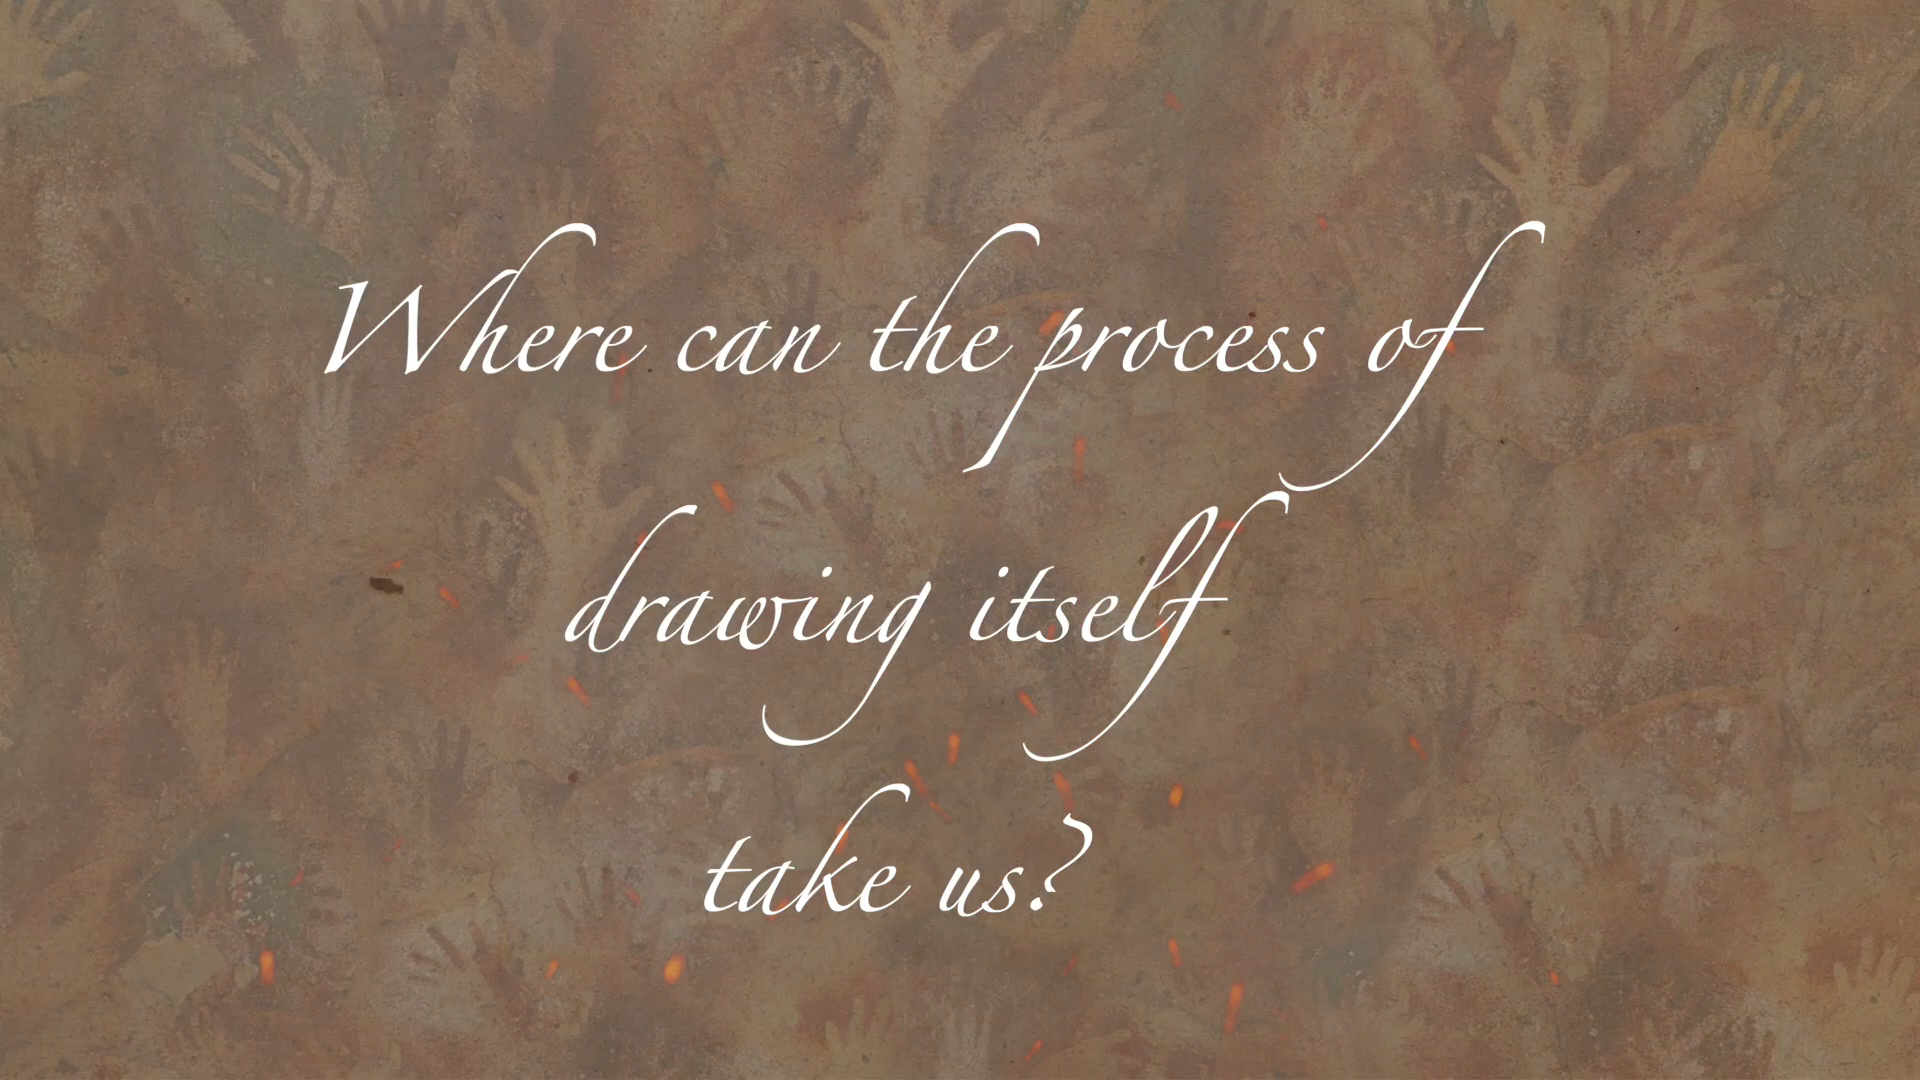 Where can the process of
drawing itself
take us?